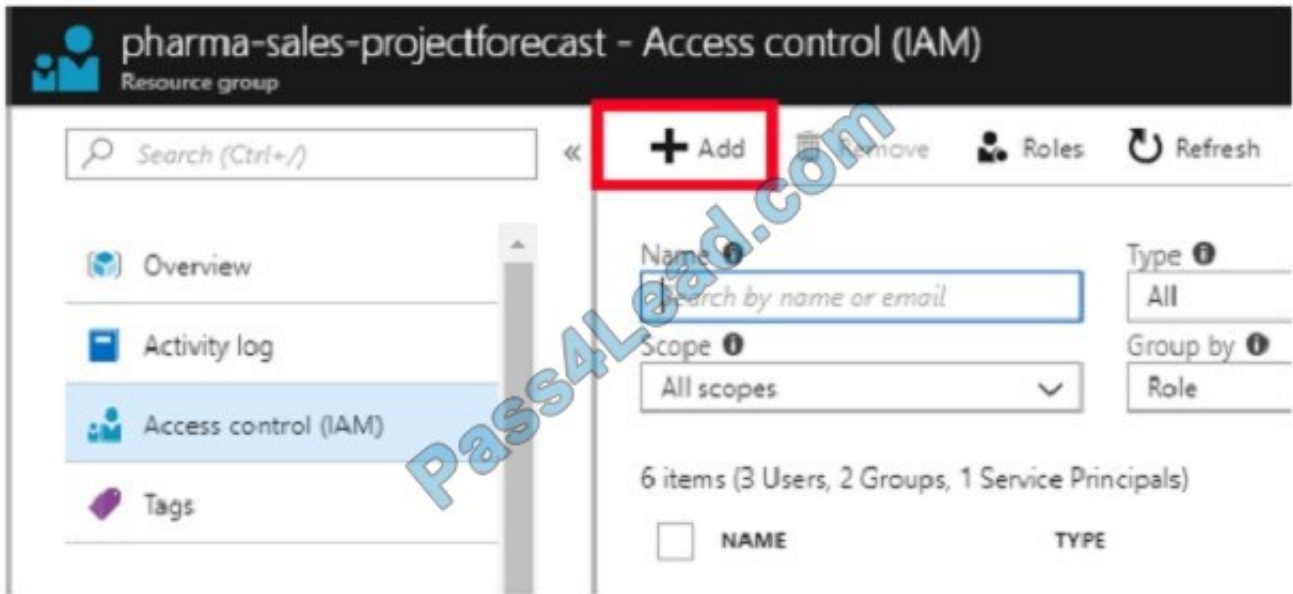 pharma-sales-projectforecast - Access control (IAM)
Resource group
Search (Ctrl+/)
«
Add Remove Roles Refresh
Overview
Activity log
Access control (IAM)
Tags
Name Type
Search by name or email All
Scope Group by
All scopes Role
6 items (3 Users, 2 Groups, 1 Service Principals)
NAME TYPE
Pass4Lead.com